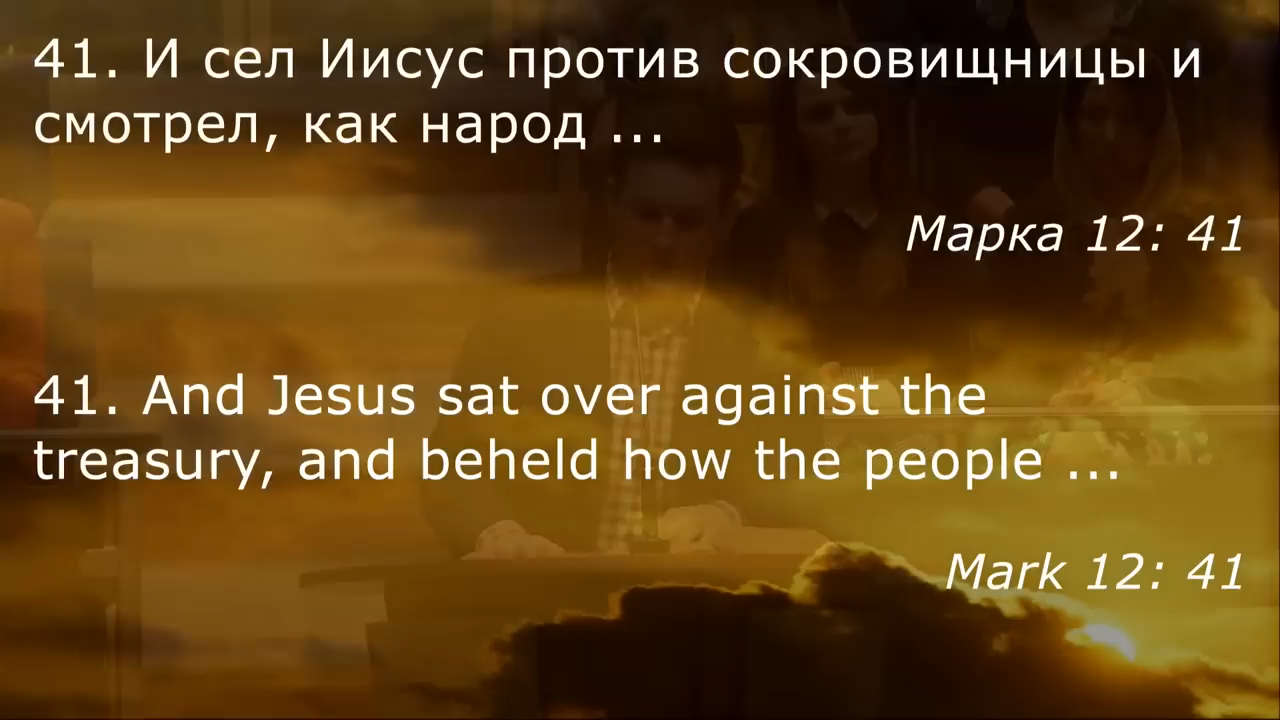 41. И сел Иисус против сокровищницы и
смотрел, как народ ...
Марка 12: 41
41. And Jesus sat over against the
treasury, and beheld how the people ...
Mark 12: 41